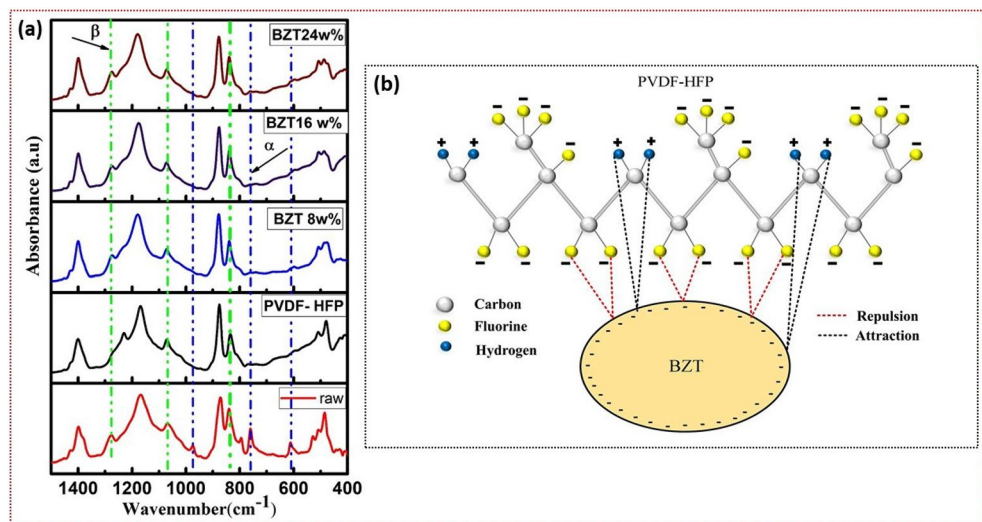 (a)
β
BZT24w%
BZT16 w%
α
BZT 8w%
PVDF- HFP
raw
Absorbance (a.u)
1400 1200 1000 800 600 400
Wavenumber(cm-1)
(b)
PVDF-HFP
- - - - - - - - -
+ + + + + +
- - - - - - - -
Carbon
Fluorine
Hydrogen
BZT
Repulsion
Attraction